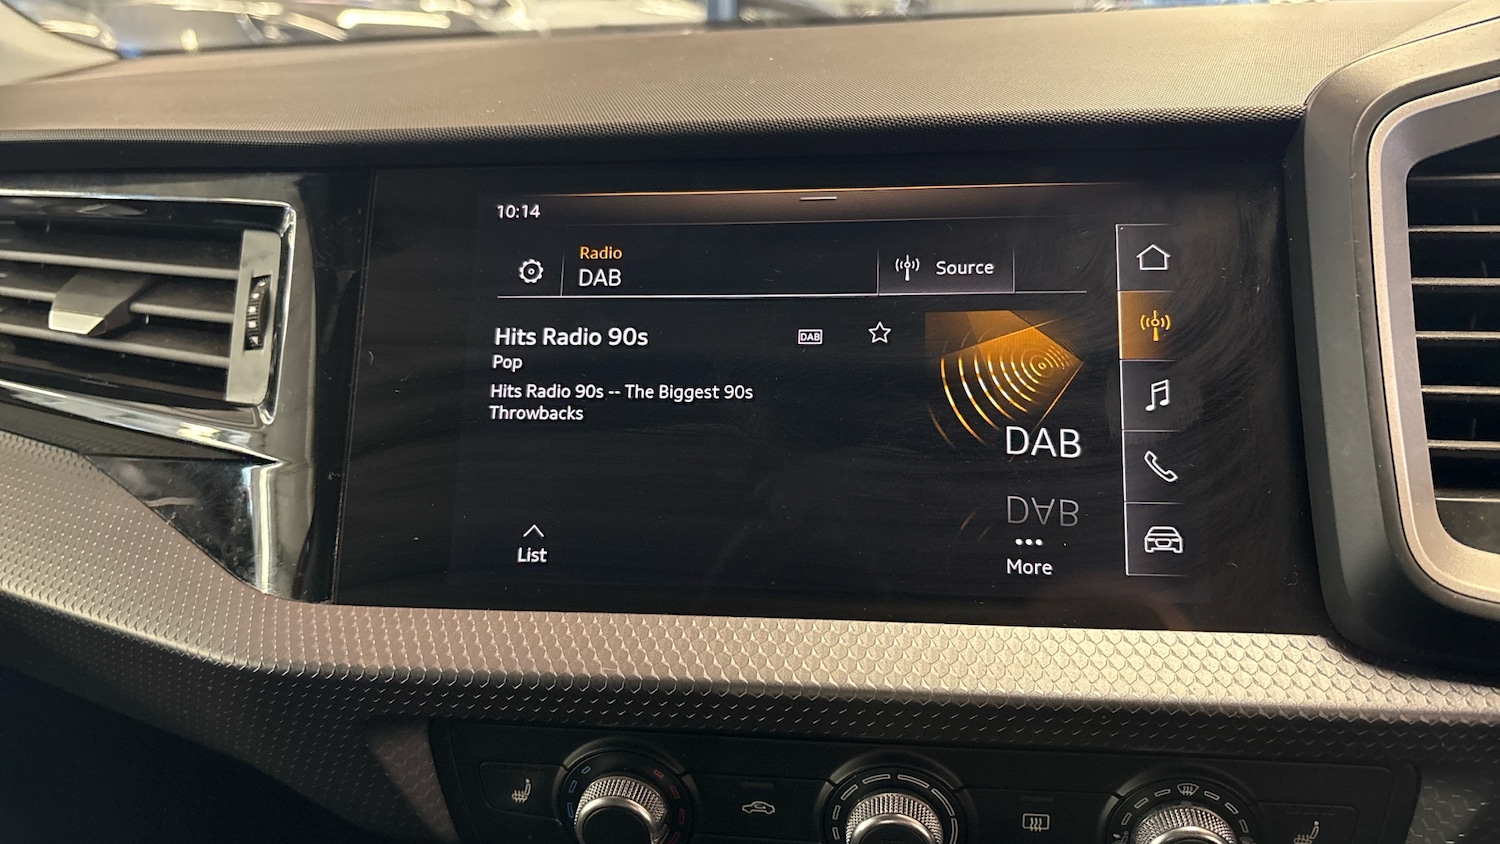 10:14
Radio
DAB
Source
Hits Radio 90s
DAB
Pop
Hits Radio 90s -- The Biggest 90s
Throwbacks
DAB
DAB
List
More